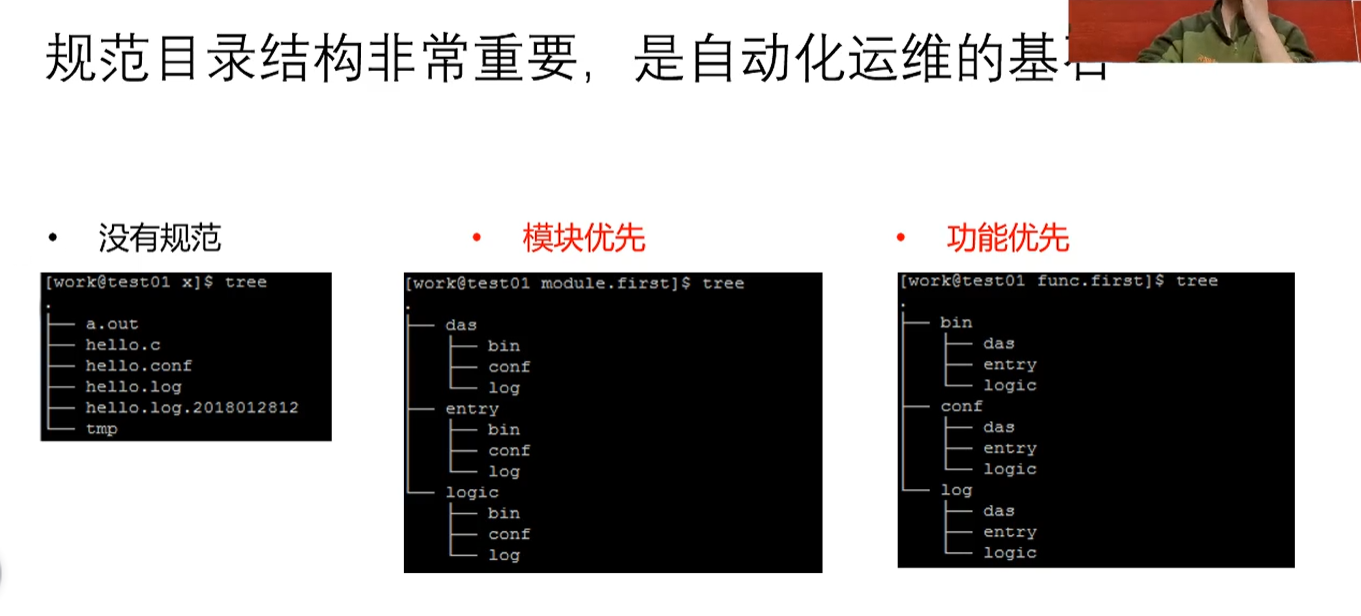 规范目录结构非常重要，是自动化运维的基石
• 没有规范
[work@test01 x]$ tree
.
├── a.out
├── hello.c
├── hello.conf
├── hello.log
├── hello.log.2018012812
└── tmp
• 模块优先
[work@test01 module.first]$ tree
.
├── das
│   ├── bin
│   ├── conf
│   └── log
├── entry
│   ├── bin
│   ├── conf
│   └── log
└── logic
    ├── bin
    ├── conf
    └── log
• 功能优先
[work@test01 func.first]$ tree
.
├── bin
│   ├── das
│   ├── entry
│   └── logic
├── conf
│   ├── das
│   ├── entry
│   └── logic
└── log
    ├── das
    ├── entry
    └── logic